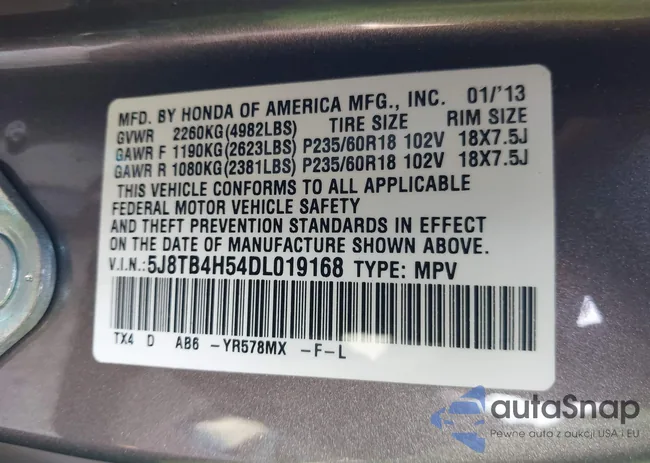 MFD. BY HONDA OF AMERICA MFG., INC. 01/'13
GVWR 2260KG(4982LBS) TIRE SIZE RIM SIZE
GAWR F 1190KG(2623LBS) P235/60R18 102V 18X7.5J
GAWR R 1080KG(2381LBS) P235/60R18 102V 18X7.5J
THIS VEHICLE CONFORMS TO ALL APPLICABLE
FEDERAL MOTOR VEHICLE SAFETY
AND THEFT PREVENTION STANDARDS IN EFFECT
ON THE DATE OF MANUFACTURE SHOWN ABOVE.
V.I.N.:5J8TB4H54DL019168 TYPE: MPV
TX4 D AB6 -YR578MX -F-L
autaSnap
Pewne auta z aukcji USA i EU